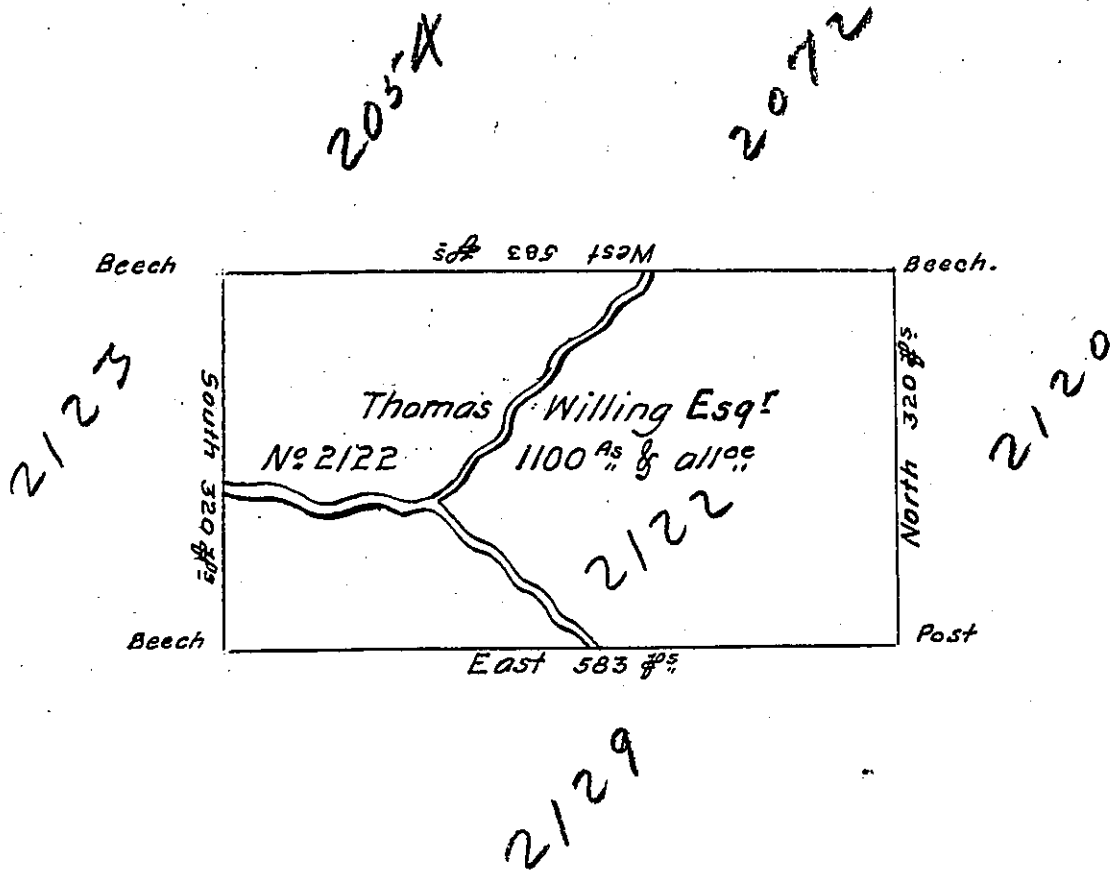 2054
2072
Beech
West 583 ps
Beech.
2123
South 320 ps
Thomas Willing Esqr
No 2122
1100 As & allce
2122
North 320 ps
2120
Beech
Post
East 583 ps
2129